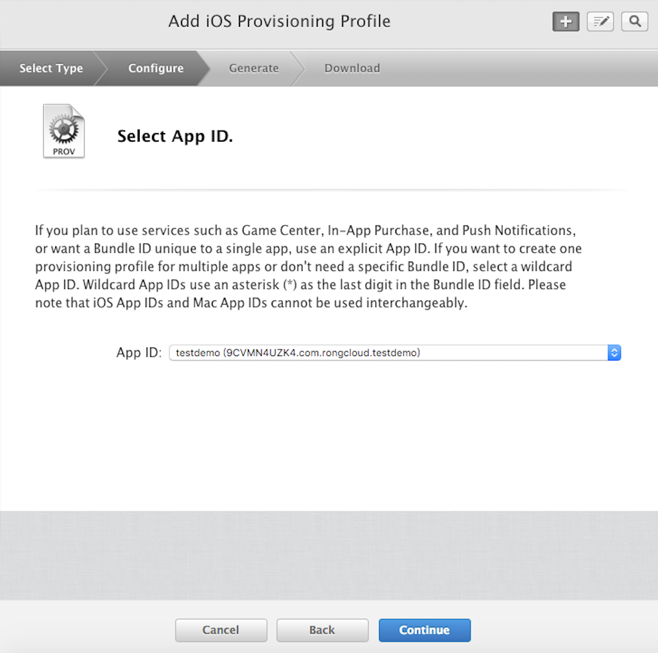 Add iOS Provisioning Profile
Select Type
Configure
Generate
Download
PROV
Select App ID.
If you plan to use services such as Game Center, In-App Purchase, and Push Notifications,
or want a Bundle ID unique to a single app, use an explicit App ID. If you want to create one
provisioning profile for multiple apps or don't need a specific Bundle ID, select a wildcard
App ID. Wildcard App IDs use an asterisk (*) as the last digit in the Bundle ID field. Please
note that iOS App IDs and Mac App IDs cannot be used interchangeably.
App ID: testdemo (9CVMN4UZK4.com.rongcloud.testdemo)
Cancel
Back
Continue